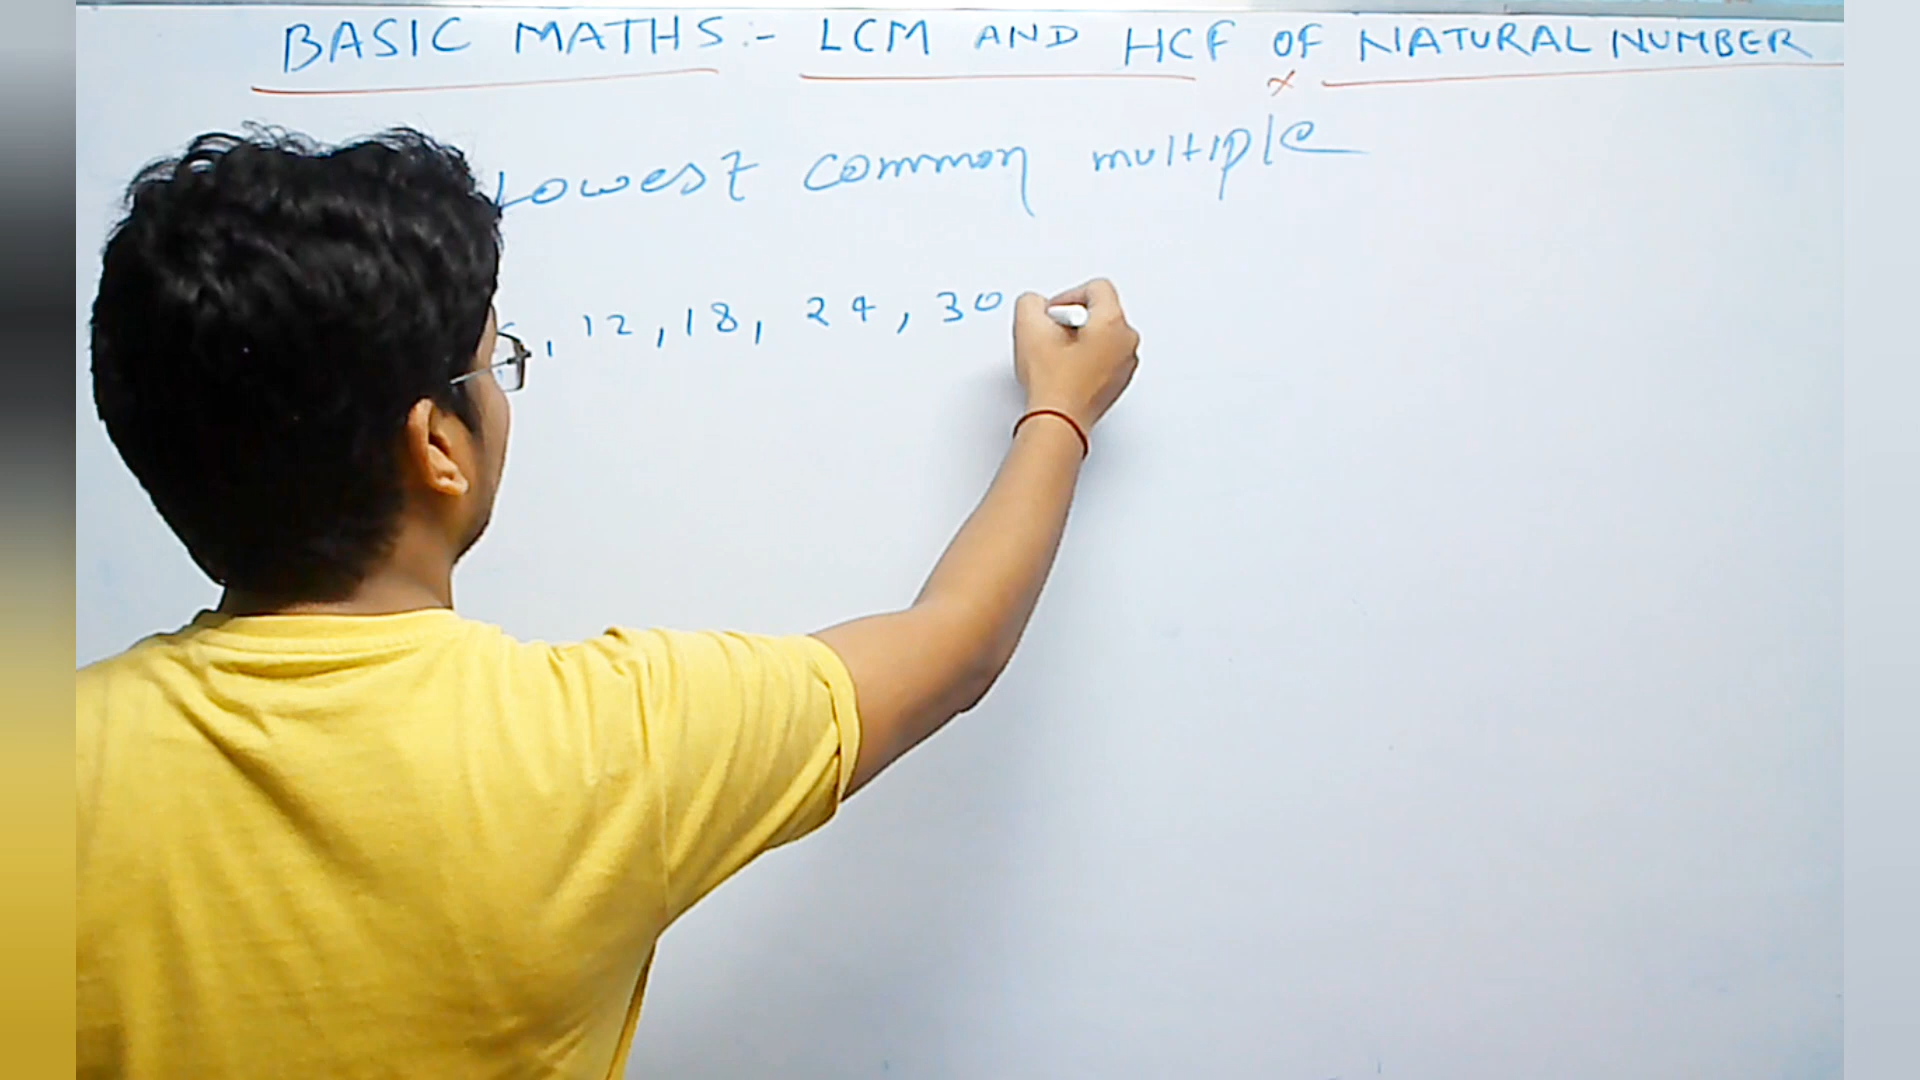 BASIC MATHS:- LCM AND HCF OF NATURAL NUMBER
Lowest common multiple
, 12, 18, 24, 30